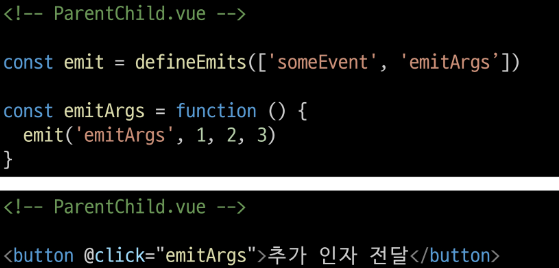 <!-- ParentChild.vue -->
const emit = defineEmits(['someEvent', 'emitArgs’])
const emitArgs = function () {
  emit('emitArgs', 1, 2, 3)
}
<!-- ParentChild.vue -->
<button @click="emitArgs">추가 인자 전달</button>